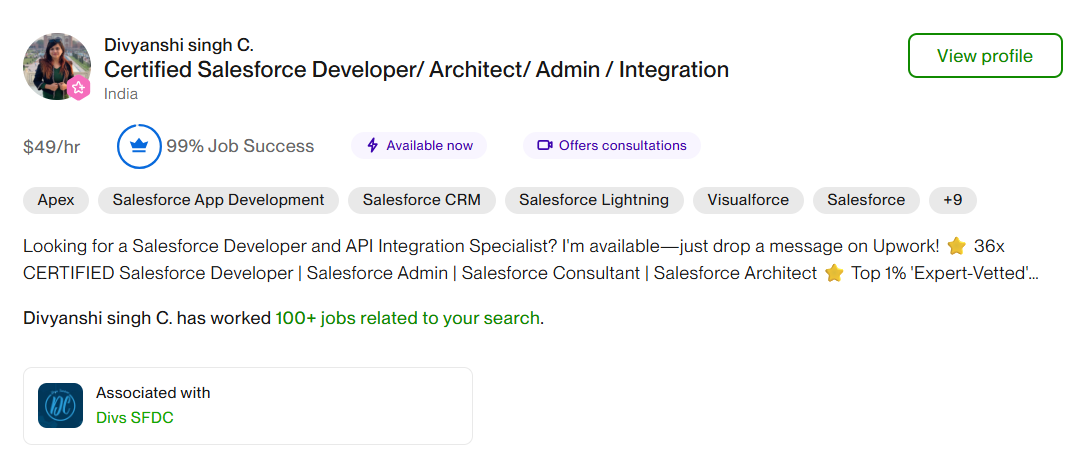 Divyanshi singh C.
Certified Salesforce Developer/ Architect/ Admin / Integration
India
View profile
$49/hr
99% Job Success
Available now
Offers consultations
Apex
Salesforce App Development
Salesforce CRM
Salesforce Lightning
Visualforce
Salesforce
+9
Looking for a Salesforce Developer and API Integration Specialist? I'm available—just drop a message on Upwork! ⭐ 36x
CERTIFIED Salesforce Developer | Salesforce Admin | Salesforce Consultant | Salesforce Architect ⭐ Top 1% 'Expert-Vetted'...
Divyanshi singh C. has worked 100+ jobs related to your search.
DC
Associated with
Divs SFDC